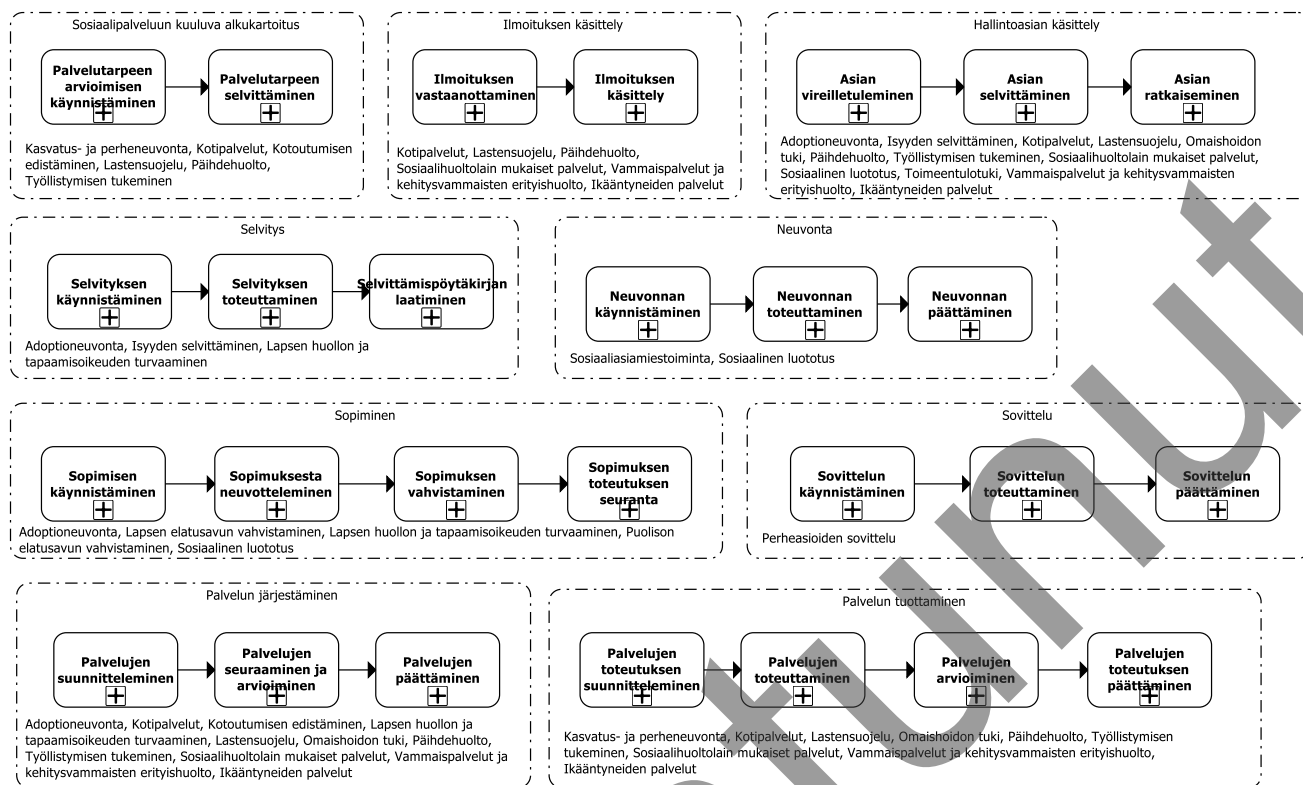 Sosiaalipalveluun kuuluva alkukartoitus
Palvelutarpeen
arvioimisen
käynnistäminen
Palvelutarpeen
selvittäminen
Kasvatus- ja perheneuvonta, Kotipalvelut, Kotoutumisen
edistäminen, Lastensuojelu, Päihdehuolto,
Työllistymisen tukeminen
Ilmoituksen käsittely
Ilmoituksen
vastaanottaminen
Ilmoituksen
käsittely
Kotipalvelut, Lastensuojelu, Päihdehuolto,
Sosiaalihuoltolain mukaiset palvelut, Vammaispalvelut ja
kehitysvammaisten erityishuolto, Ikääntyneiden palvelut
Hallintoasian käsittely
Asian
vireilletuleminen
Asian
selvittäminen
Asian
ratkaiseminen
Adoptioneuvonta, Isyyden selvittäminen, Kotipalvelut, Lastensuojelu, Omaishoidon
tuki, Päihdehuolto, Työllistymisen tukeminen, Sosiaalihuoltolain mukaiset palvelut,
Sosiaalinen luototus, Toimeentulotuki, Vammaispalvelut ja kehitysvammaisten
erityishuolto, Ikääntyneiden palvelut
Selvitys
Selvityksen
käynnistäminen
Selvityksen
toteuttaminen
Selvittämispöytäkirjan
laatiminen
Adoptioneuvonta, Isyyden selvittäminen, Lapsen huollon ja
tapaamisoikeuden turvaaminen
Neuvonta
Neuvonnan
käynnistäminen
Neuvonnan
toteuttaminen
Neuvonnan
päättäminen
Sosiaaliasiamiestoiminta, Sosiaalinen luototus
Sopiminen
Sopimisen
käynnistäminen
Sopimuksesta
neuvotteleminen
Sopimuksen
vahvistaminen
Sopimuksen
toteutuksen
seuranta
Adoptioneuvonta, Lapsen elatusavun vahvistaminen, Lapsen huollon ja tapaamisoikeuden turvaaminen, Puolison
elatusavun vahvistaminen, Sosiaalinen luototus
Sovittelu
Sovittelun
käynnistäminen
Sovittelun
toteuttaminen
Sovittelun
päättäminen
Perheasioiden sovittelu
Palvelun järjestäminen
Palvelujen
suunnitteleminen
Palvelujen
seuraaminen ja
arvioiminen
Palvelujen
päättäminen
Adoptioneuvonta, Kotipalvelut, Kotoutumisen edistäminen, Lapsen huollon ja
tapaamisoikeuden turvaaminen, Lastensuojelu, Omaishoidon tuki, Päihdehuolto,
Työllistymisen tukeminen, Sosiaalihuoltolain mukaiset palvelut, Vammaispalvelut ja
kehitysvammaisten erityishuolto, Ikääntyneiden palvelut
Palvelun tuottaminen
Palvelujen
toteutuksen
suunnitteleminen
Palvelujen
toteuttaminen
Palvelujen
arvioiminen
Palvelujen
toteutuksen
päättäminen
Kasvatus- ja perheneuvonta, Kotipalvelut, Lastensuojelu, Omaishoidon tuki, Päihdehuolto, Työllistymisen
tukeminen, Sosiaalihuoltolain mukaiset palvelut, Vammaispalvelut ja kehitysvammaisten erityishuolto,
Ikääntyneiden palvelut
tunut